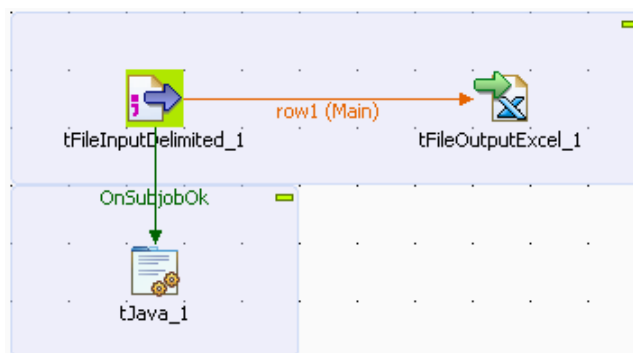 row1 (Main)
tFileInputDelimited_1
tFileOutputExcel_1
OnSubjobOk
tJava_1